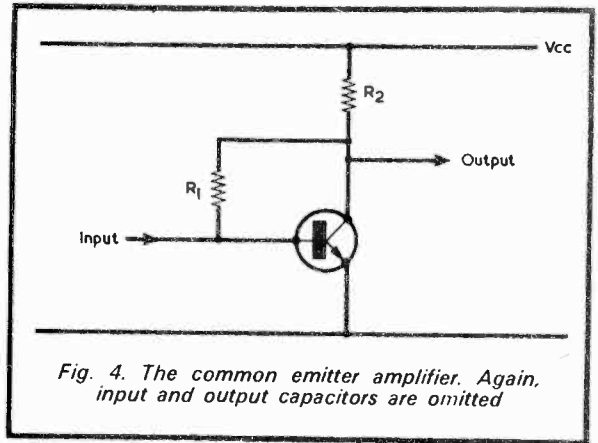 Vcc
R2
Output
R1
Input
Fig. 4. The common emitter amplifier. Again,
input and output capacitors are omitted